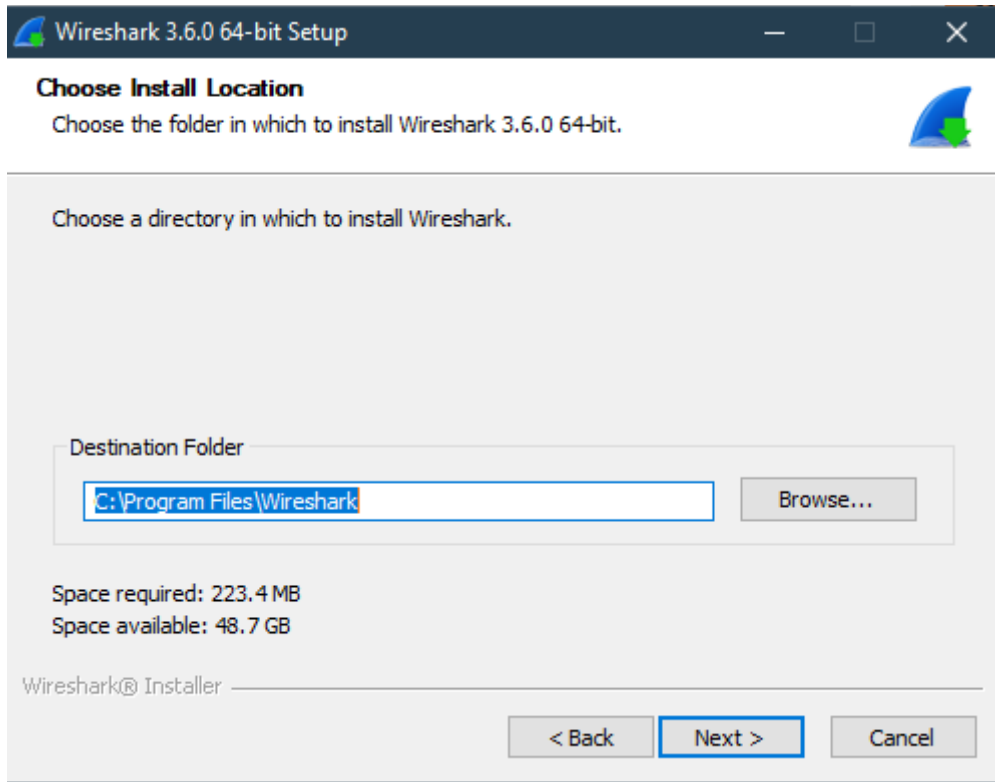 Wireshark 3.6.0 64-bit Setup
Choose Install Location
Choose the folder in which to install Wireshark 3.6.0 64-bit.
Choose a directory in which to install Wireshark.
Destination Folder
C:\Program Files\Wireshark
Browse...
Space required: 223.4 MB
Space available: 48.7 GB
Wireshark® Installer
< Back
Next >
Cancel